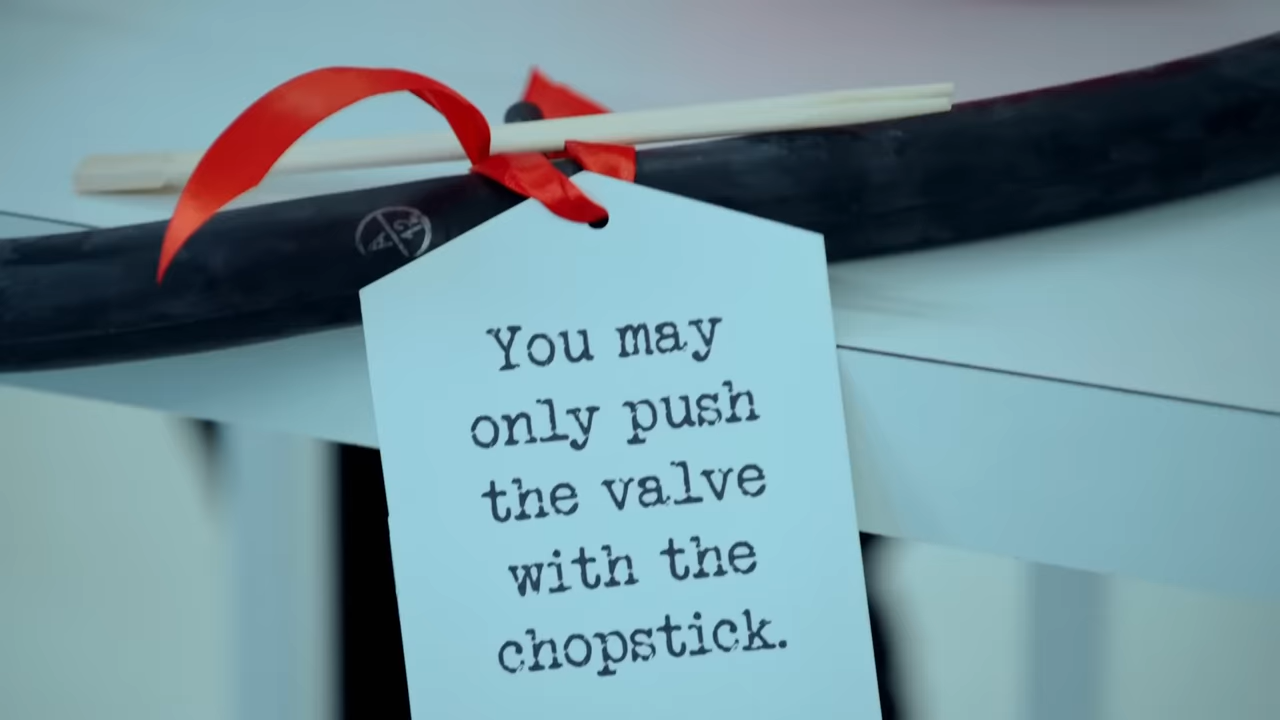 You may
only push
the valve
with the
chopstick.